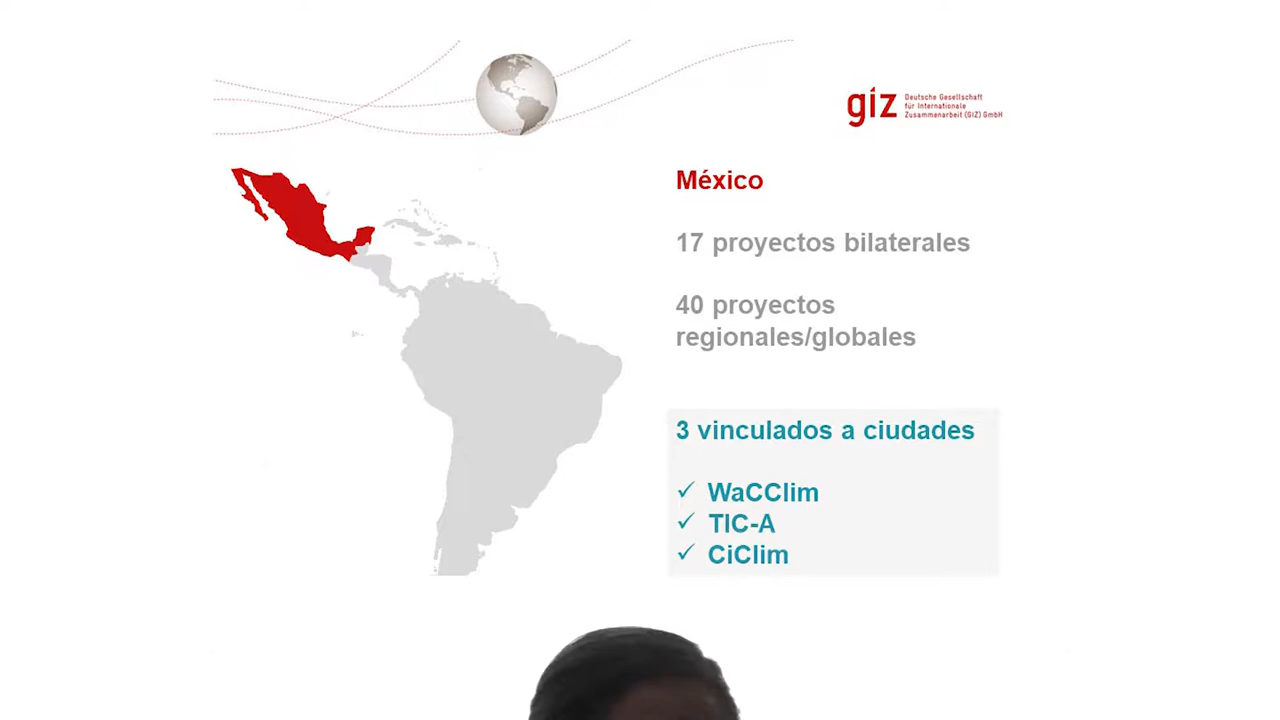 giz
Deutsche Gesellschaft
für Internationale
Zusammenarbeit (GIZ) GmbH
México
17 proyectos bilaterales
40 proyectos
regionales/globales
3 vinculados a ciudades
✓ WaCClim
✓ TIC-A
✓ CiClim